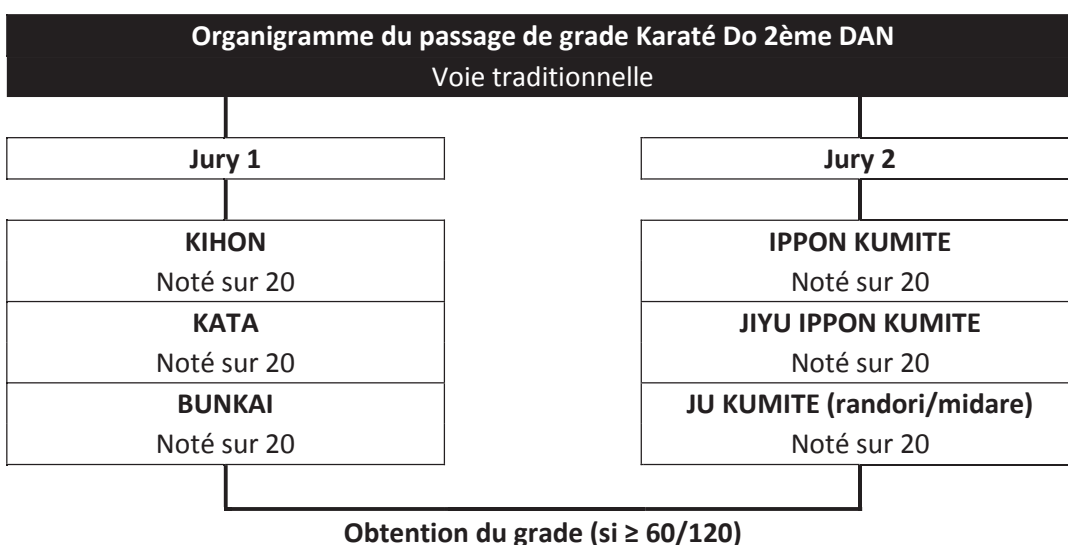 Organigramme du passage de grade Karaté Do 2ème DAN
Voie traditionnelle
Jury 1
KIHON
Noté sur 20
KATA
Noté sur 20
BUNKAI
Noté sur 20
Jury 2
IPPON KUMITE
Noté sur 20
JIYU IPPON KUMITE
Noté sur 20
JU KUMITE (randori/midare)
Noté sur 20
Obtention du grade (si ≥ 60/120)